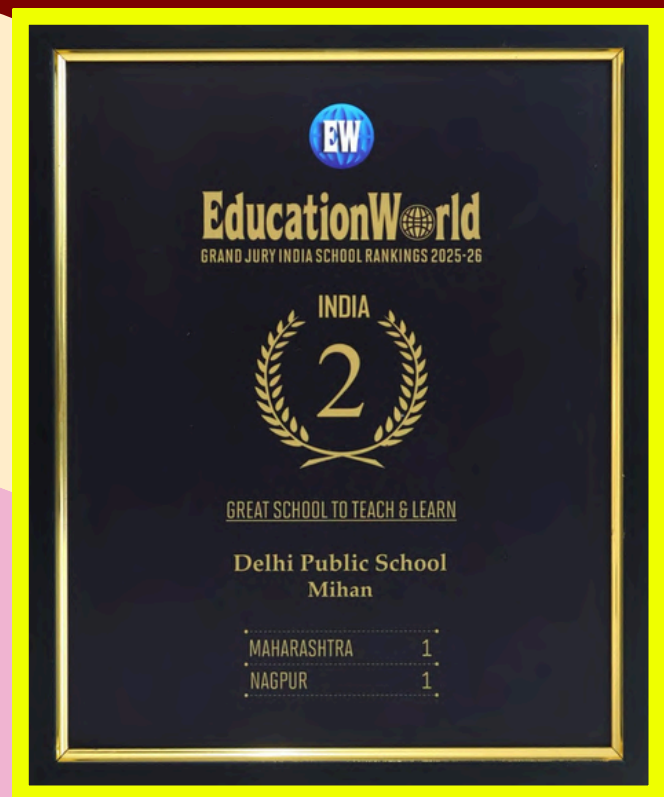 EW
EducationWorld
GRAND JURY INDIA SCHOOL RANKINGS 2025-26
INDIA
2
GREAT SCHOOL TO TEACH & LEARN
Delhi Public School
Mihan
MAHARASHTRA 1
NAGPUR 1